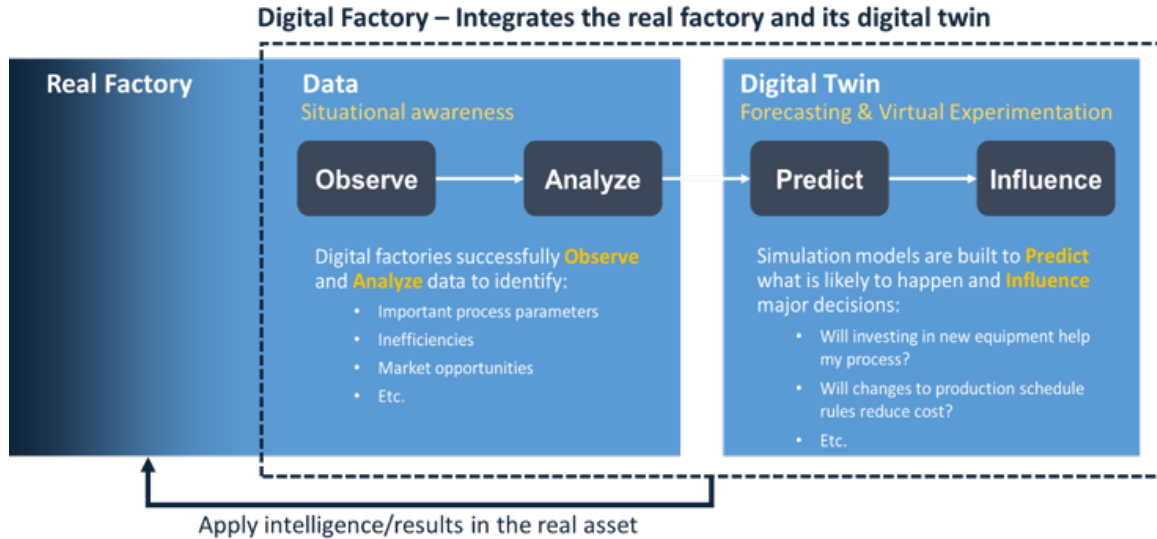 Digital Factory – Integrates the real factory and its digital twin
Real Factory
Data
Situational awareness
Observe
Analyze
Digital factories successfully Observe
and Analyze data to identify:
• Important process parameters
• Inefficiencies
• Market opportunities
• Etc.
Digital Twin
Forecasting & Virtual Experimentation
Predict
Influence
Simulation models are built to Predict
what is likely to happen and Influence
major decisions:
• Will investing in new equipment help
my process?
• Will changes to production schedule
rules reduce cost?
• Etc.
Apply intelligence/results in the real asset